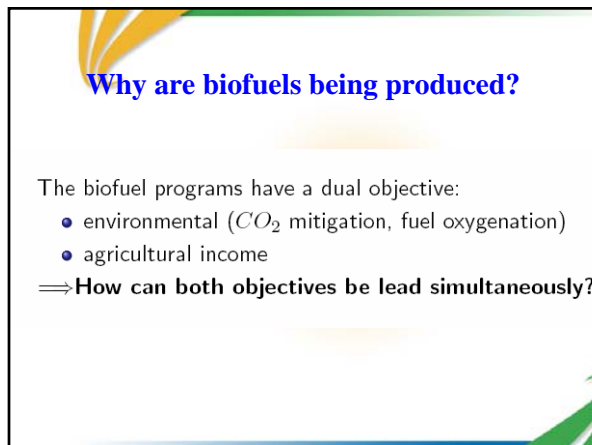 Why are biofuels being produced?
The biofuel programs have a dual objective:
environmental (CO₂ mitigation, fuel oxygenation)
agricultural income
⟹How can both objectives be lead simultaneously?